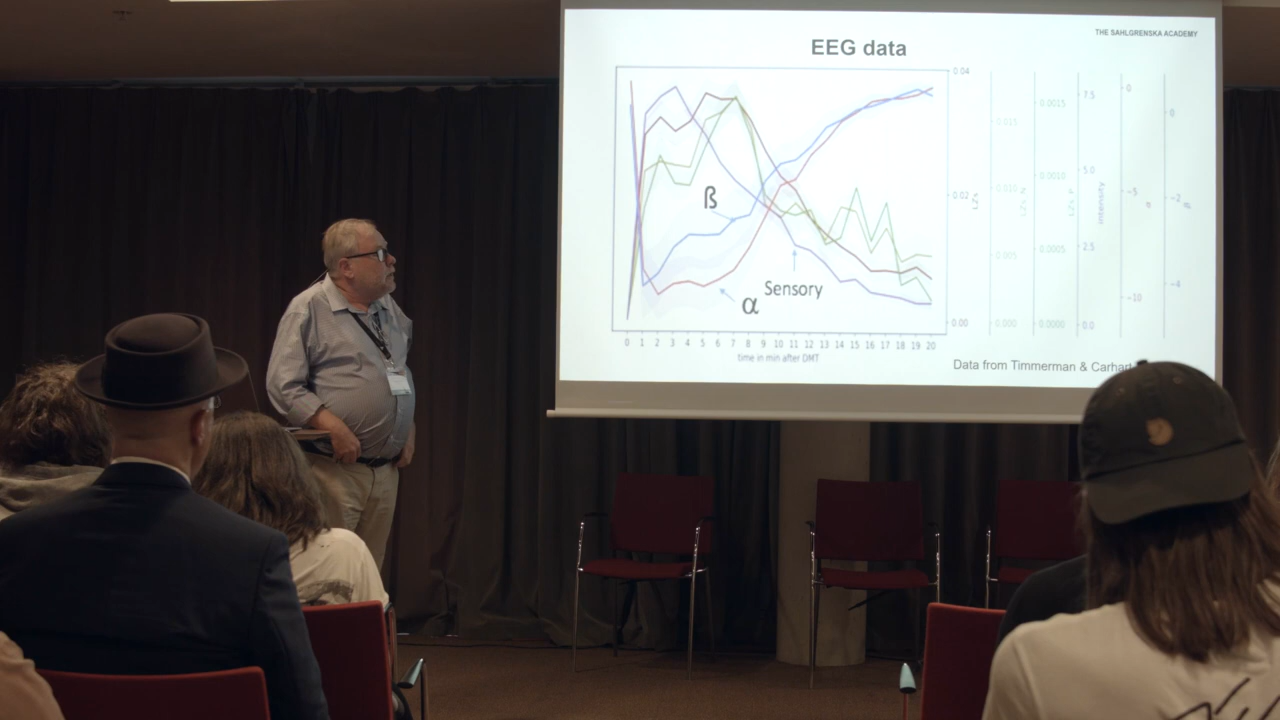 THE SAHLGRENSKA ACADEMY
EEG data
0.04
0.02
0.00
LZs
0.015
0.010
0.005
0.000
LZs N
0.0015
0.0010
0.0005
0.0000
LZs P
7.5
5.0
2.5
0.0
intensity
0
-5
-10
α
0
-2
-4
β
ß
Sensory
α
0 1 2 3 4 5 6 7 8 9 10 11 12 13 14 15 16 17 18 19 20
time in min after DMT
Data from Timmerman & Carhart